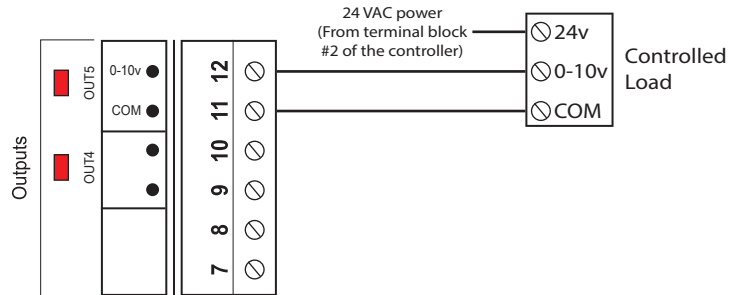 24 VAC power
(From terminal block
#2 of the controller)
24v
0-10v
COM
Controlled
Load
Outputs
OUT5
OUT4
0-10v
COM
12
11
10
9
8
7